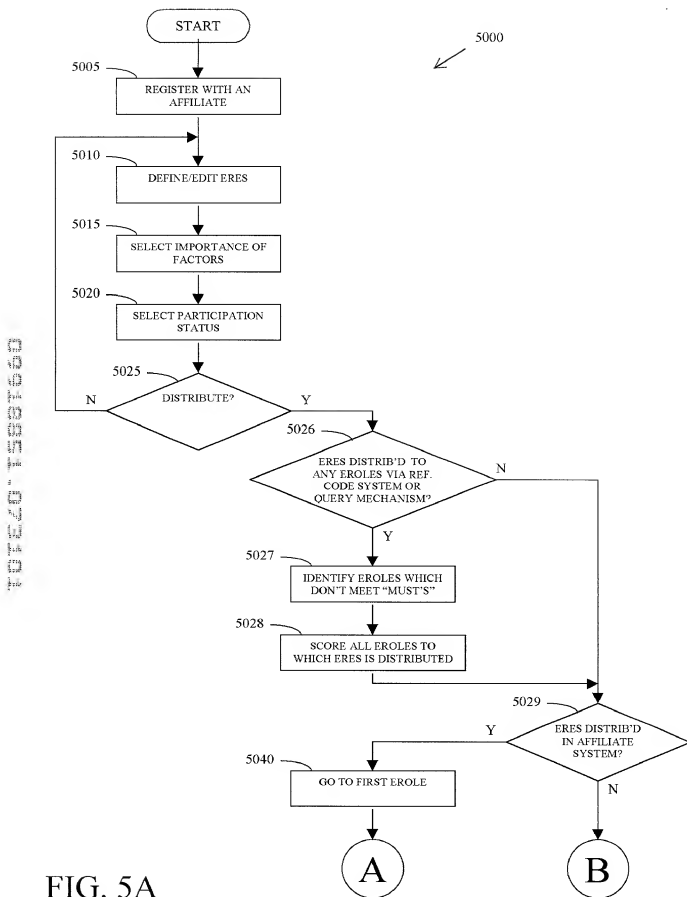 START
5000
5005
REGISTER WITH AN
AFFILIATE
5010
DEFINE/EDIT ERES
5015
SELECT IMPORTANCE OF
FACTORS
5020
SELECT PARTICIPATION
STATUS
5025
N
DISTRIBUTE?
Y
5026
ERES DISTRIB'D TO
ANY EROLES VIA REF.
CODE SYSTEM OR
QUERY MECHANISM?
N
Y
5027
IDENTIFY EROLES WHICH
DON'T MEET “MUST'S”
5028
SCORE ALL EROLES TO
WHICH ERES IS DISTRIBUTED
5029
Y
ERES DISTRIB'D
IN AFFILIATE
SYSTEM?
5040
GO TO FIRST EROLE
N
A
B
FIG. 5A